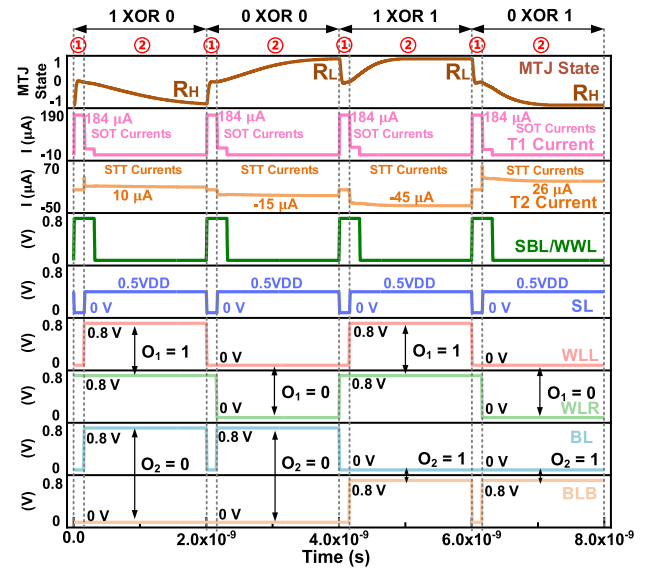 1 XOR 0 0 XOR 0 1 XOR 1 0 XOR 1
① ② ① ② ① ② ① ②
MTJ State
1
0
-1
RH RL RL RH
MTJ State
I (μA)
190
-10
184 μA 184 μA 184 μA 184 μA
SOT Currents SOT Currents SOT Currents SOT Currents
T1 Current
I (μA)
70
-50
STT Currents STT Currents STT Currents STT Currents
10 μA -15 μA -45 μA 26 μA
T2 Current
(V)
0.8
0
SBL/WWL
(V)
0.8
0
0.5VDD 0.5VDD 0.5VDD 0.5VDD
0 V 0 V 0 V 0 V
SL
(V)
0.8
0
0.8 V 0 V 0.8 V 0 V
O1 = 1 O1 = 1
WLL
(V)
0.8
0
0.8 V 0 V 0.8 V 0 V
O1 = 0 O1 = 0
WLR
(V)
0.8
0
0.8 V 0.8 V 0 V 0 V
O2 = 0 O2 = 0 O2 = 1 O2 = 1
BL
(V)
0.8
0
0 V 0 V 0.8 V 0.8 V
BLB
0.0 2.0x10-9 4.0x10-9 6.0x10-9 8.0x10-9
Time (s)